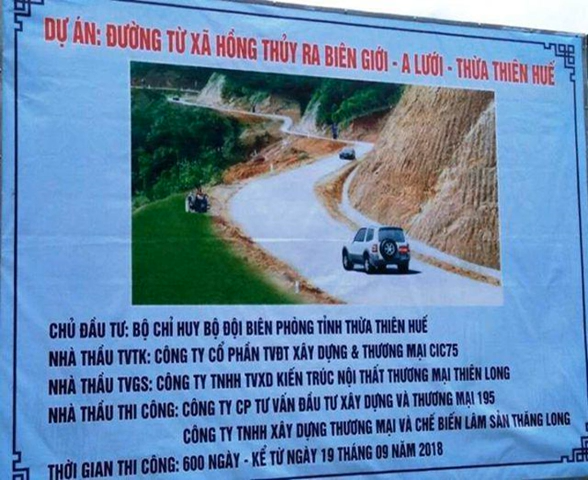 DỰ ÁN: ĐƯỜNG TỪ XÃ HỒNG THỦY RA BIÊN GIỚI - A LƯỚI - THỪA THIÊN HUẾ
CHỦ ĐẦU TƯ: BỘ CHỈ HUY BỘ ĐỘI BIÊN PHÒNG TỈNH THỪA THIÊN HUẾ
NHÀ THẦU TVTK: CÔNG TY CỔ PHẦN TVĐT XÂY DỰNG & THƯƠNG MẠI CIC75
NHÀ THẦU TVGS: CÔNG TY TNHH TVXD KIẾN TRÚC NỘI THẤT THƯƠNG MẠI THIÊN LONG
NHÀ THẦU THI CÔNG: CÔNG TY CP TƯ VẤN ĐẦU TƯ XÂY DỰNG VÀ THƯƠNG MẠI 195
CÔNG TY TNHH XÂY DỰNG THƯƠNG MẠI VÀ CHẾ BIẾN LÂM SẢN THĂNG LONG
THỜI GIAN THI CÔNG: 600 NGÀY - KỂ TỪ NGÀY 19 THÁNG 09 NĂM 2018